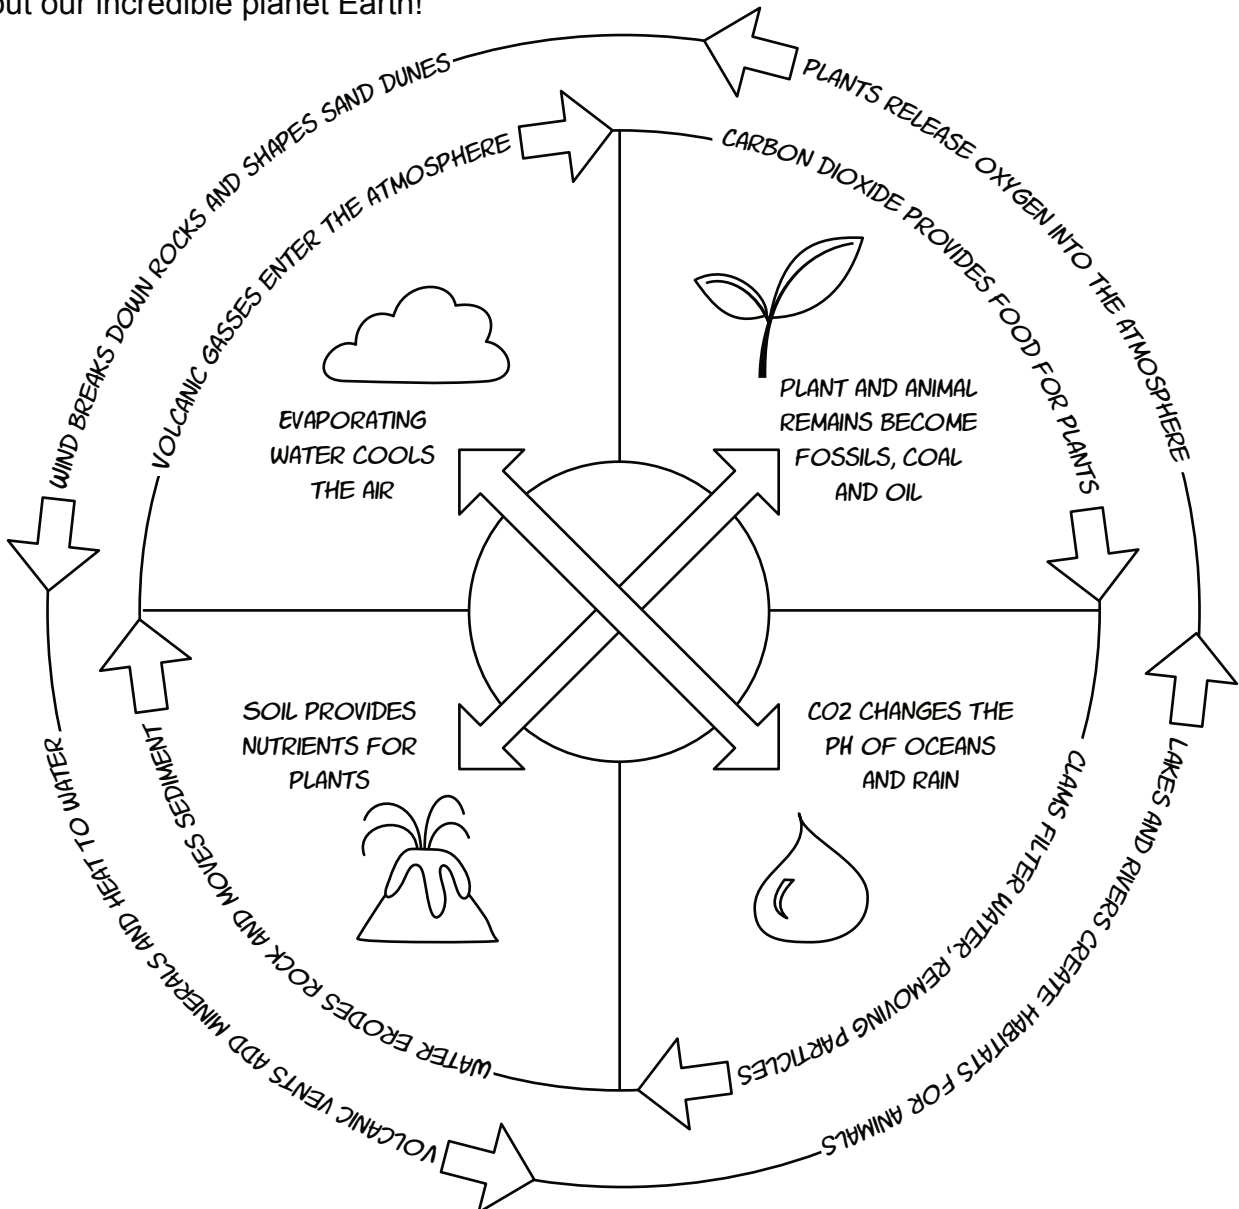 out our incredible planet Earth!
WIND BREAKS DOWN ROCKS AND SHAPES SAND DUNES
PLANTS RELEASE OXYGEN INTO THE ATMOSPHERE
VOLCANIC GASSES ENTER THE ATMOSPHERE
CARBON DIOXIDE PROVIDES FOOD FOR PLANTS
EVAPORATING
WATER COOLS
THE AIR
PLANT AND ANIMAL
REMAINS BECOME
FOSSILS, COAL
AND OIL
SOIL PROVIDES
NUTRIENTS FOR
PLANTS
CO2 CHANGES THE
PH OF OCEANS
AND RAIN
WATER ERODES ROCK AND MOVES SEDIMENT
CLAMS FILTER WATER, REMOVING PARTICLES
VOLCANIC VENTS ADD MINERALS AND HEAT TO WATER
LAKES AND RIVERS CREATE HABITATS FOR ANIMALS